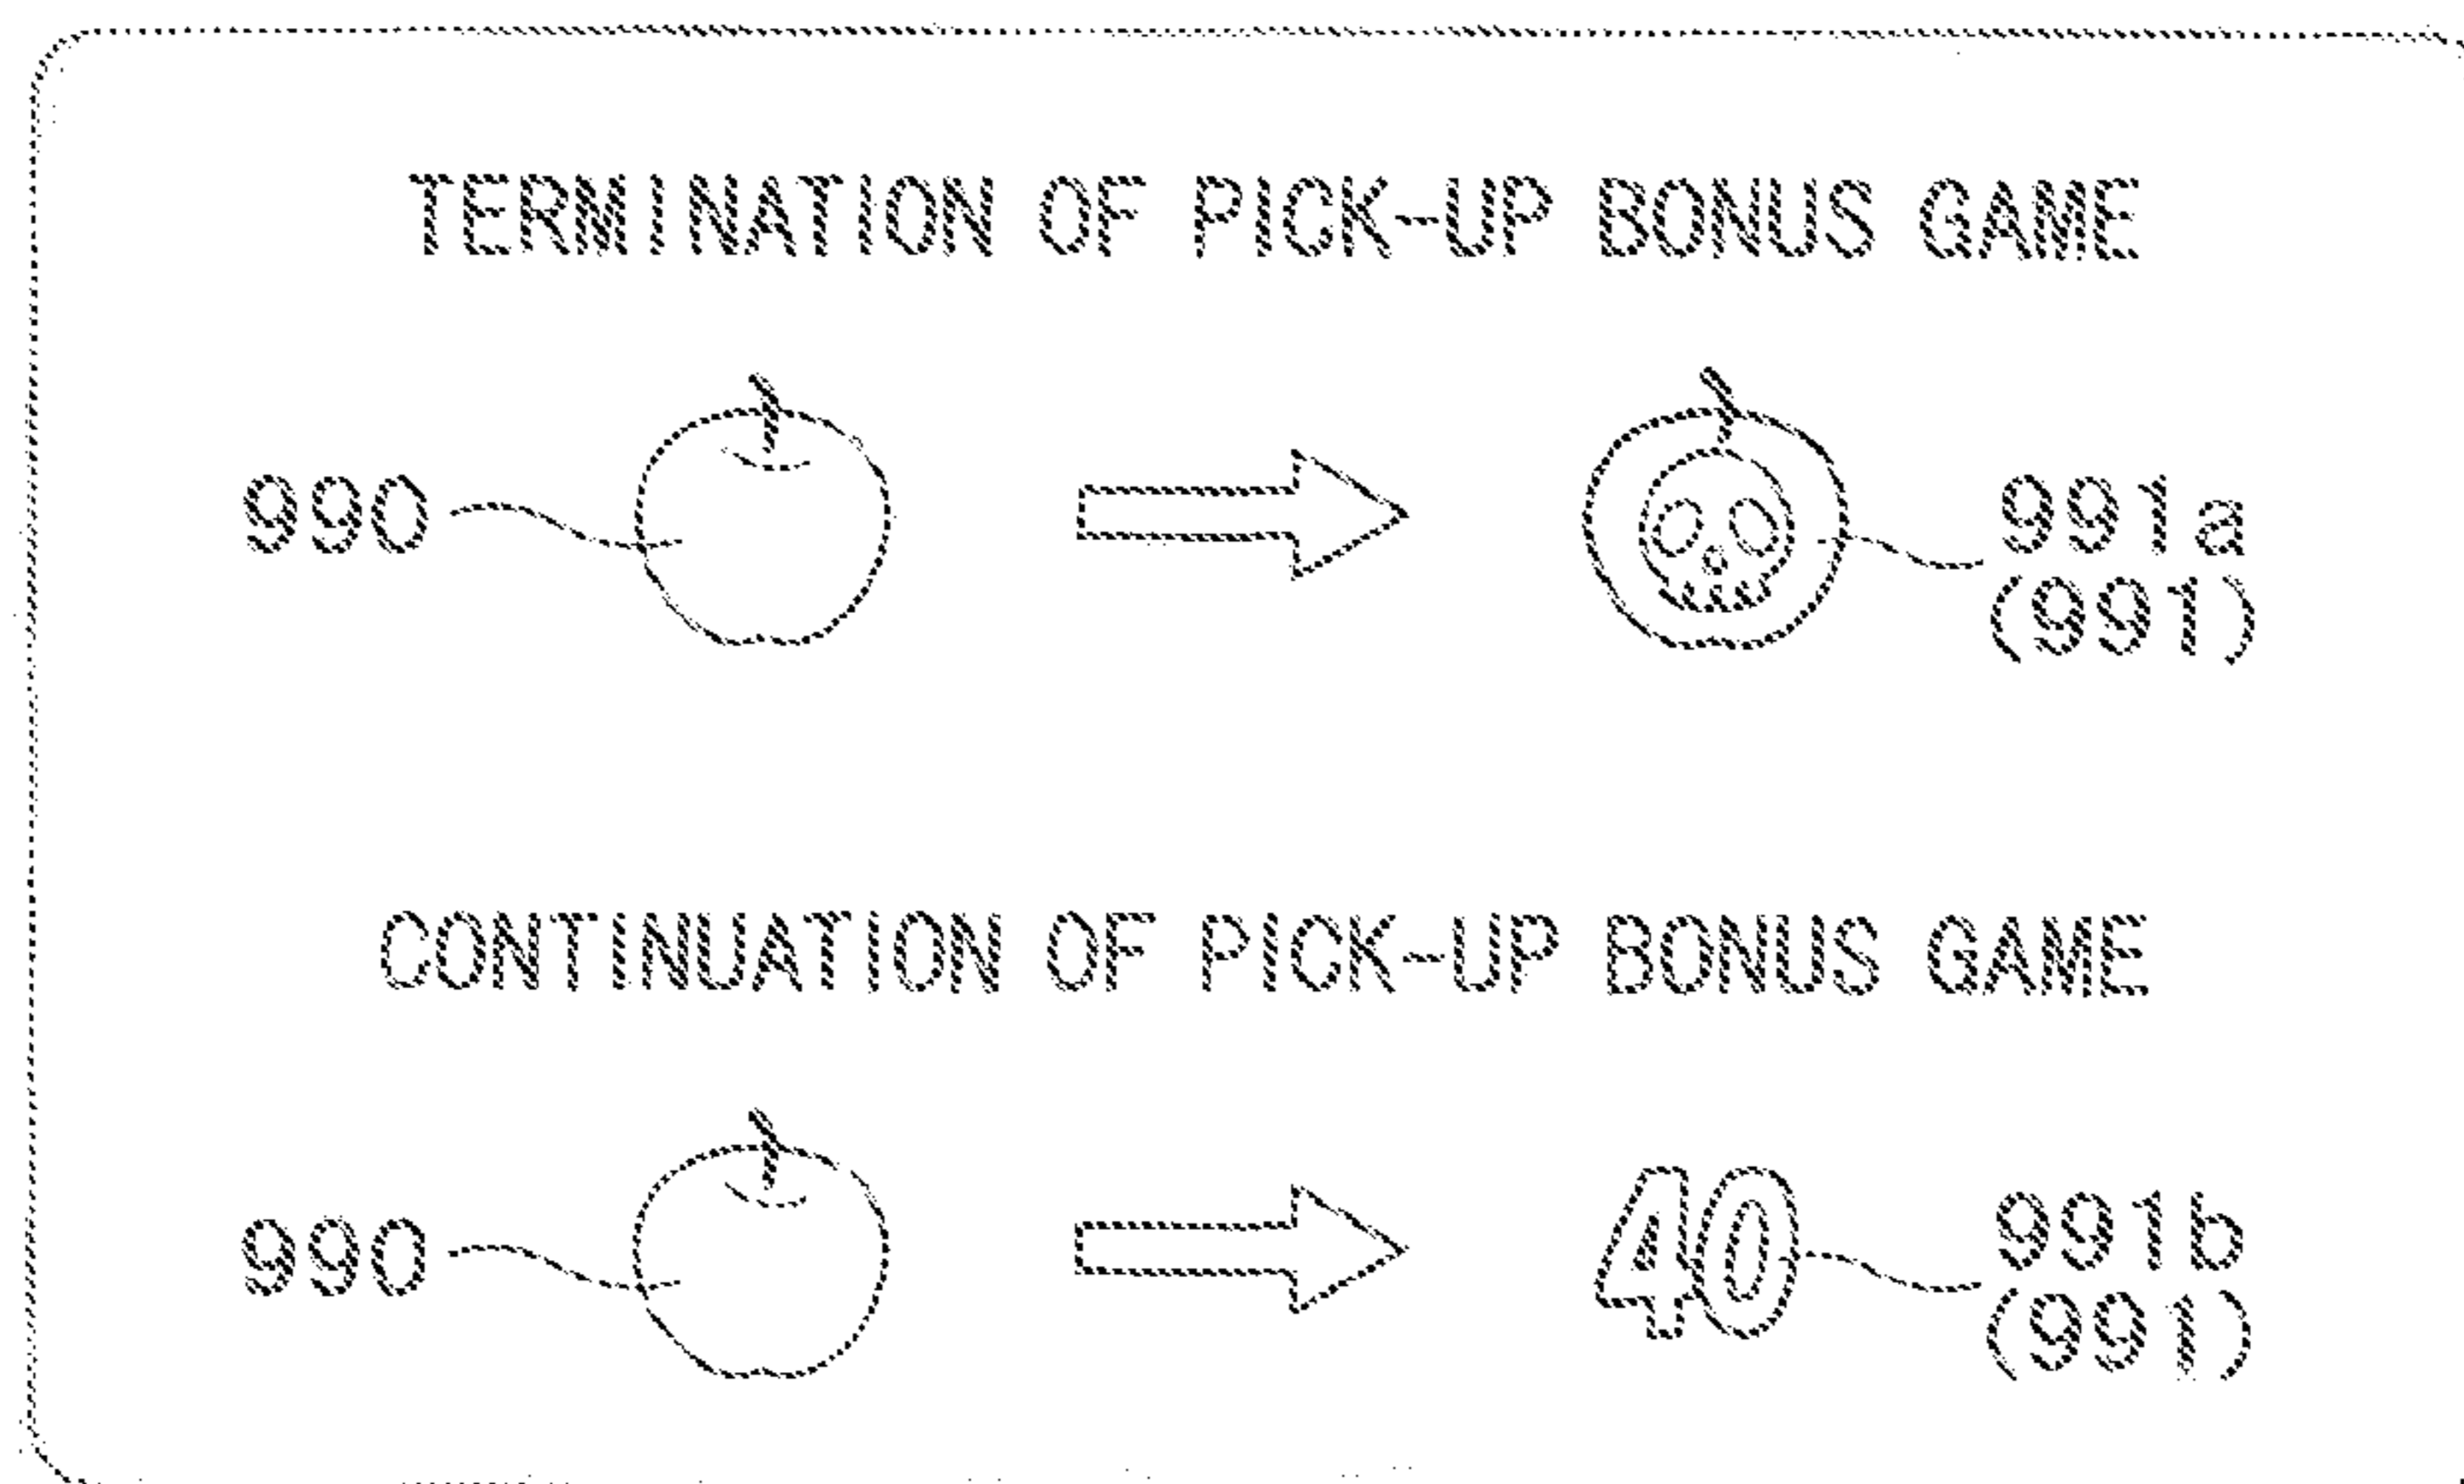 TERMINATION OF PICK-UP BONUS GAME
990
991a
(991)
CONTINUATION OF PICK-UP BONUS GAME
990
40
991b
(991)